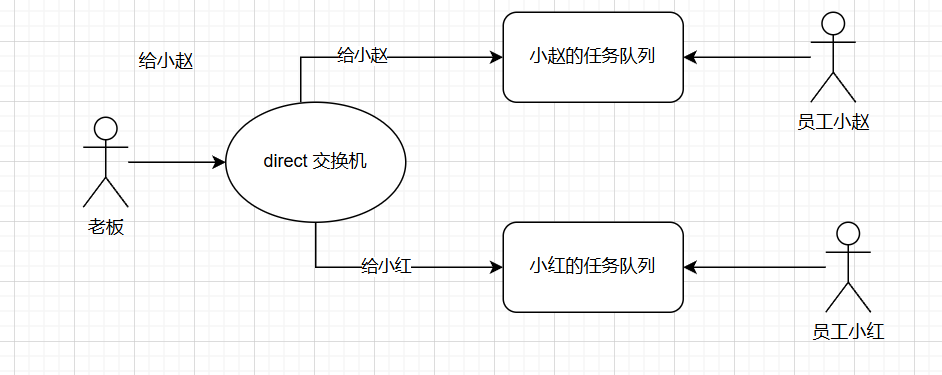 给小赵
给小赵
小赵的任务队列
员工小赵
direct 交换机
老板
给小红
小红的任务队列
员工小红